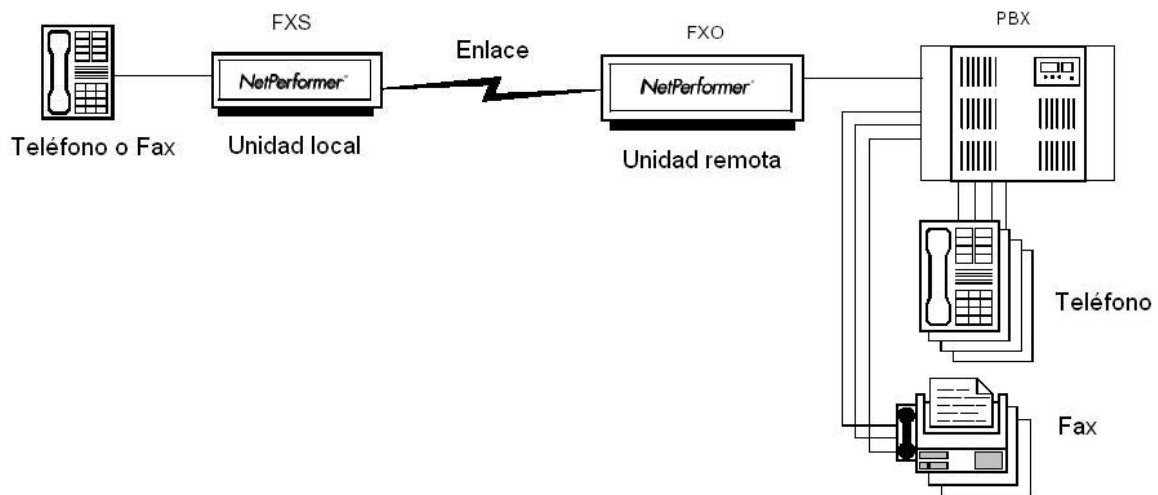 FXS
FXO
PBX
Enlace
NetPerformer
NetPerformer
Teléfono o Fax
Unidad local
Unidad remota
Teléfono
Fax